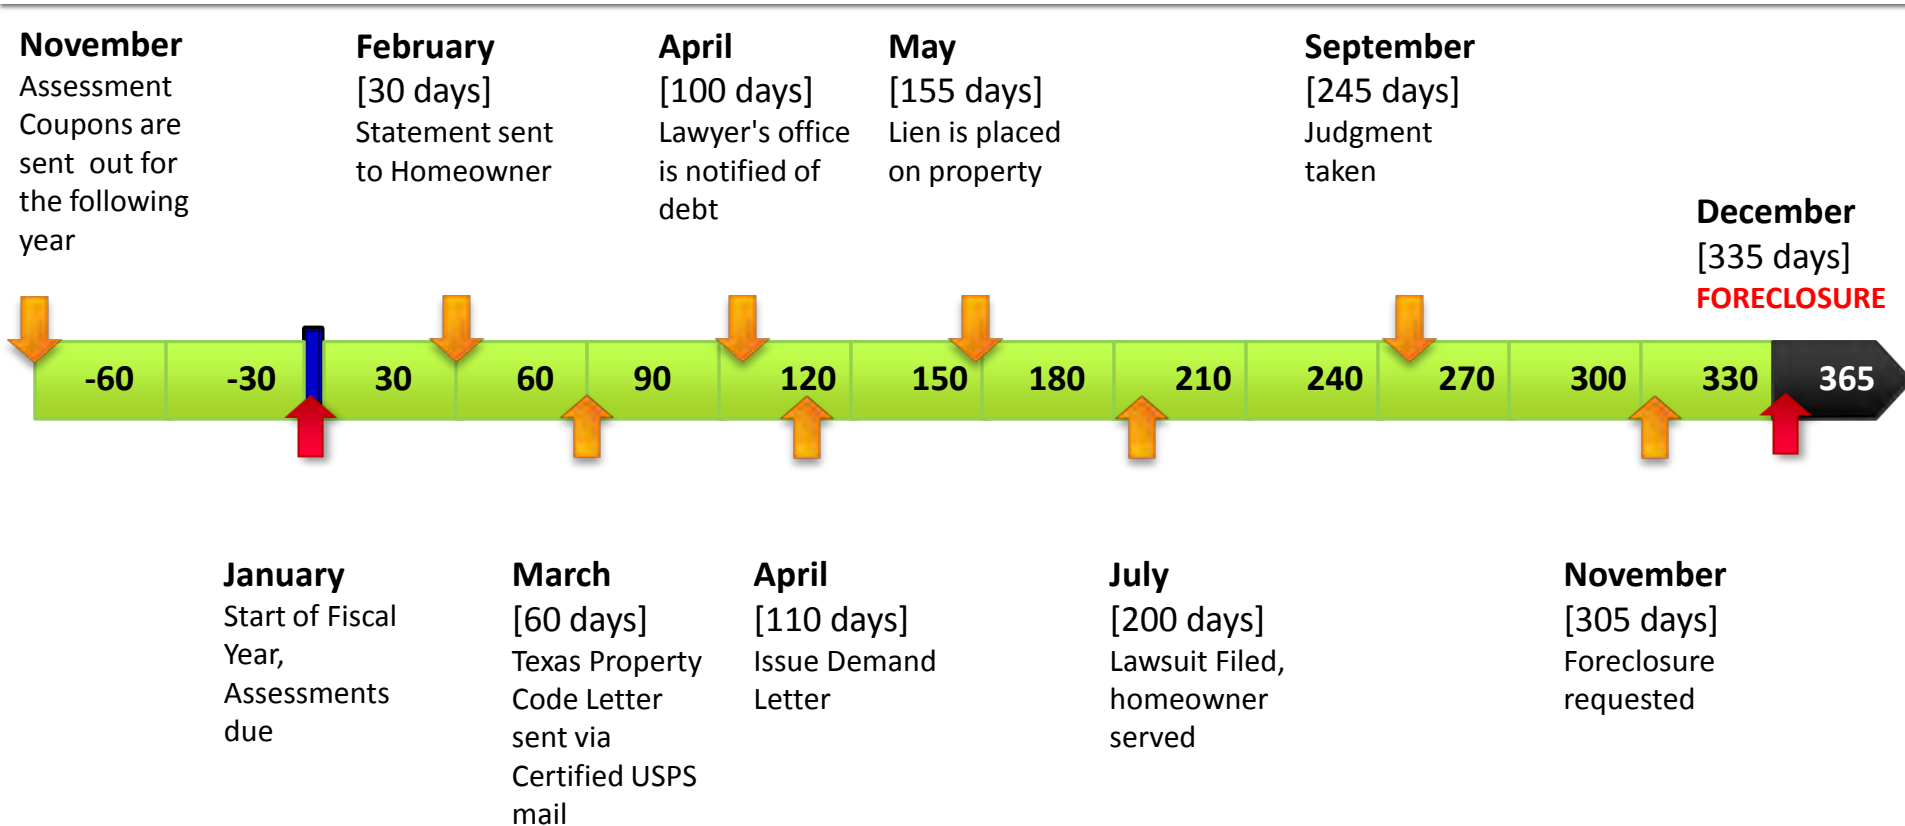 November
Assessment
Coupons are
sent out for
the following
year
February
[30 days]
Statement sent
to Homeowner
April
[100 days]
Lawyer's office
is notified of
debt
May
[155 days]
Lien is placed
on property
September
[245 days]
Judgment
taken
December
[335 days]
FORECLOSURE
-60 -30 30 60 90 120 150 180 210 240 270 300 330 365
January
Start of Fiscal
Year,
Assessments
due
March
[60 days]
Texas Property
Code Letter
sent via
Certified USPS
mail
April
[110 days]
Issue Demand
Letter
July
[200 days]
Lawsuit Filed,
homeowner
served
November
[305 days]
Foreclosure
requested